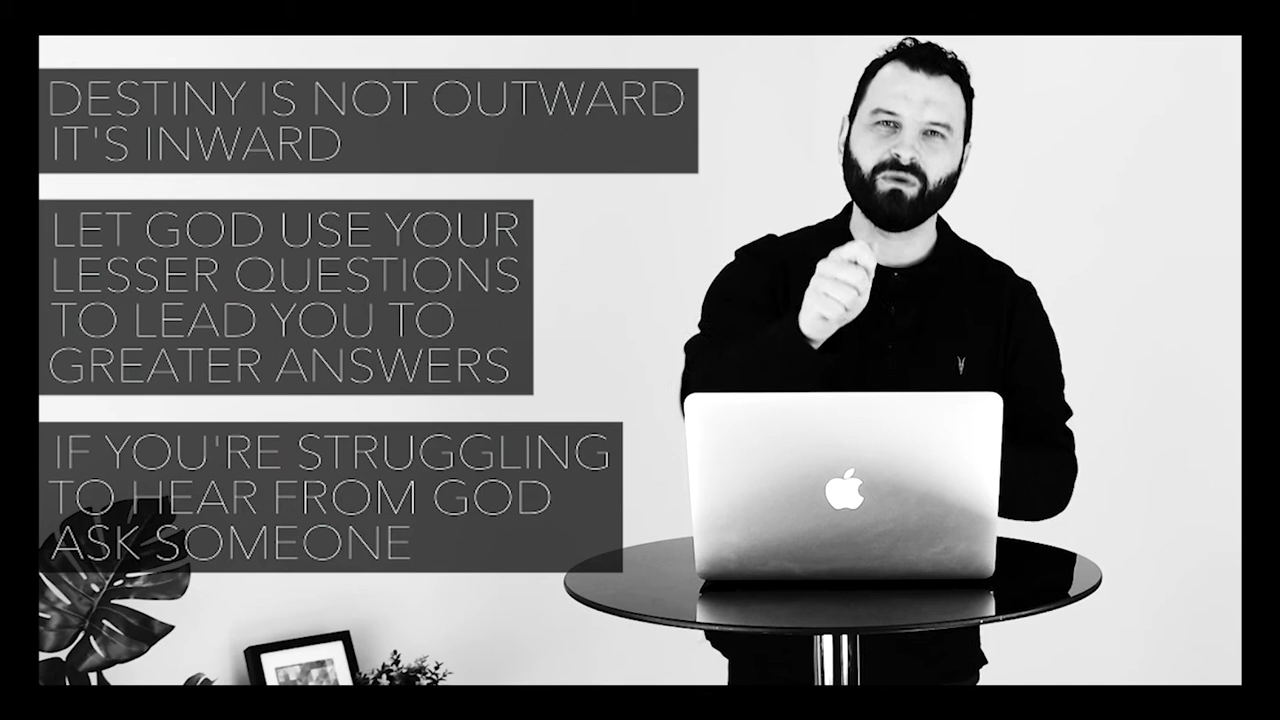 DESTINY IS NOT OUTWARD
IT'S INWARD
LET GOD USE YOUR
LESSER QUESTIONS
TO LEAD YOU TO
GREATER ANSWERS
IF YOU'RE STRUGGLING
TO HEAR FROM GOD
ASK SOMEONE